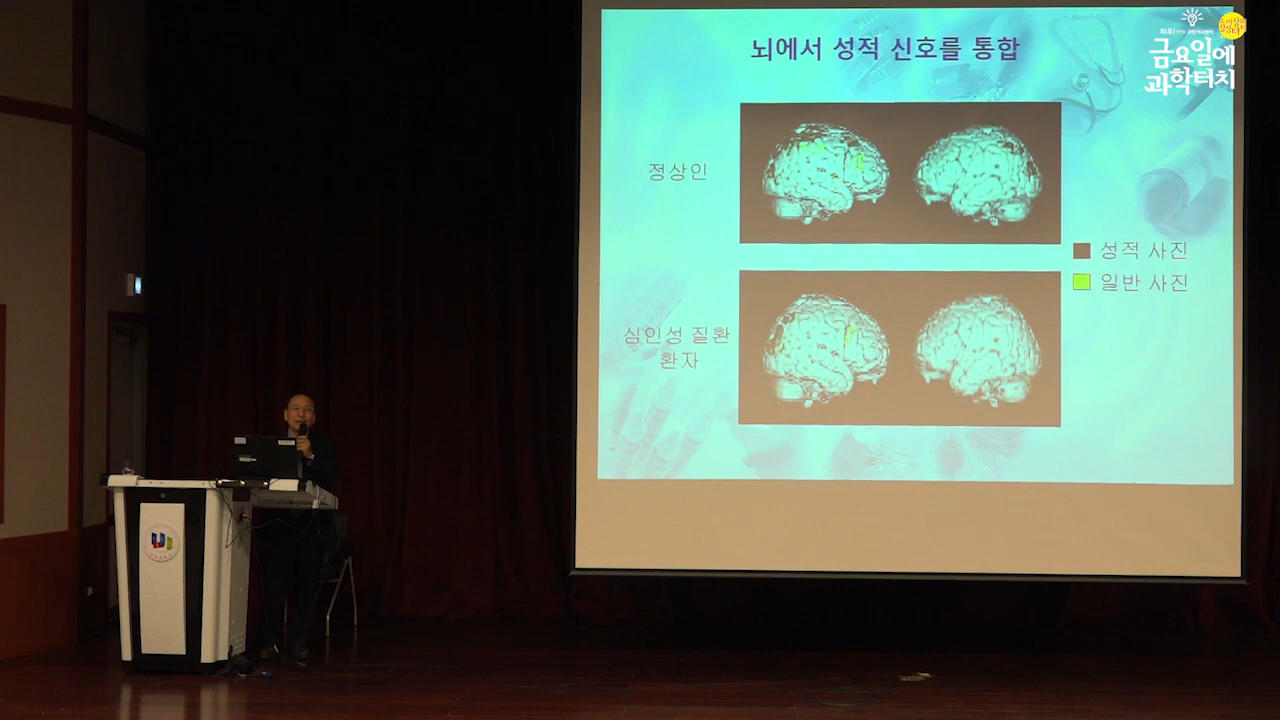 뇌에서 성적 신호를 통합
금요일에
과학터치
정상인
성적 사진
일반 사진
심인성 질환
환자